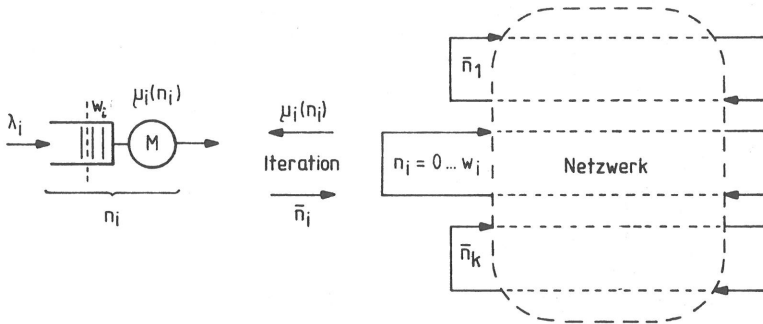 λi
wi
μi(ni)
M
ni
μi(ni)
Iteration
n̄i
n̄1
ni = 0 ... wi
Netzwerk
n̄k